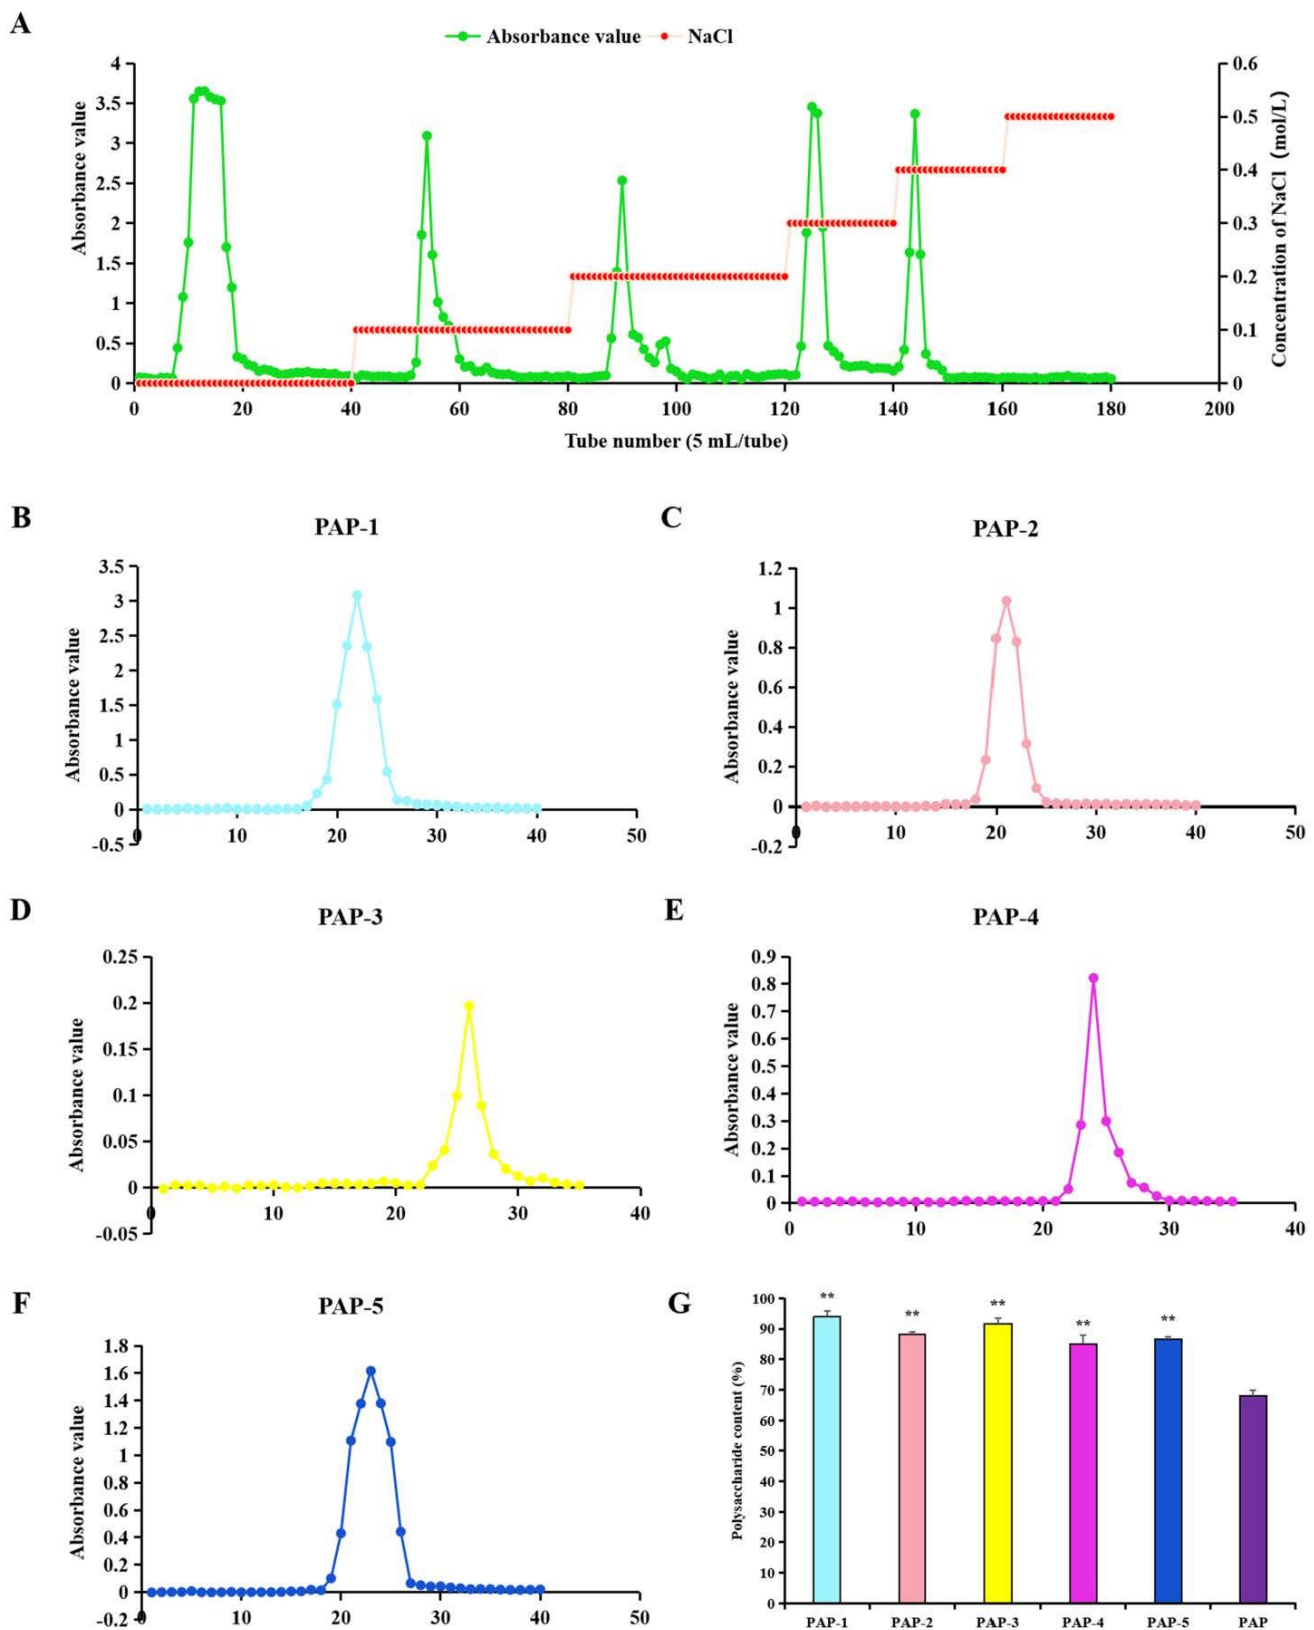 A
Absorbance value NaCl
Absorbance value
4
3.5
3
2.5
2
1.5
1
0.5
0
0.6
0.5
0.4
0.3
0.2
0.1
0
Concentration of NaCl (mol/L)
0 20 40 60 80 100 120 140 160 180 200
Tube number (5 mL/tube)
B
PAP-1
Absorbance value
3.5
3
2.5
2
1.5
1
0.5
0
-0.5
0 10 20 30 40 50
C
PAP-2
Absorbance value
1.2
1
0.8
0.6
0.4
0.2
0
-0.2
0 10 20 30 40 50
D
PAP-3
Absorbance value
0.25
0.2
0.15
0.1
0.05
0
-0.05
0 10 20 30 40
E
PAP-4
Absorbance value
0.9
0.8
0.7
0.6
0.5
0.4
0.3
0.2
0.1
0
0 10 20 30 40
F
PAP-5
Absorbance value
1.8
1.6
1.4
1.2
1
0.8
0.6
0.4
0.2
0
-0.2
0 10 20 30 40 50
G
Polysaccharide content (%)
100
90
80
70
60
50
40
30
20
10
0
** ** ** ** **
PAP-1 PAP-2 PAP-3 PAP-4 PAP-5 PAP